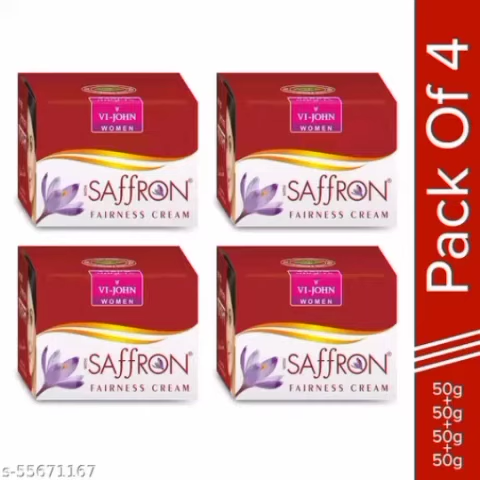 VI-JOHN
WOMEN
SAffRON®
FAIRNESS CREAM
VI-JOHN
WOMEN
SAffRON®
FAIRNESS CREAM
VI-JOHN
WOMEN
SAffRON®
FAIRNESS CREAM
VI-JOHN
WOMEN
SAffRON®
FAIRNESS CREAM
Pack Of 4
50g
+
50g
+
50g
+
50g
s-55671167